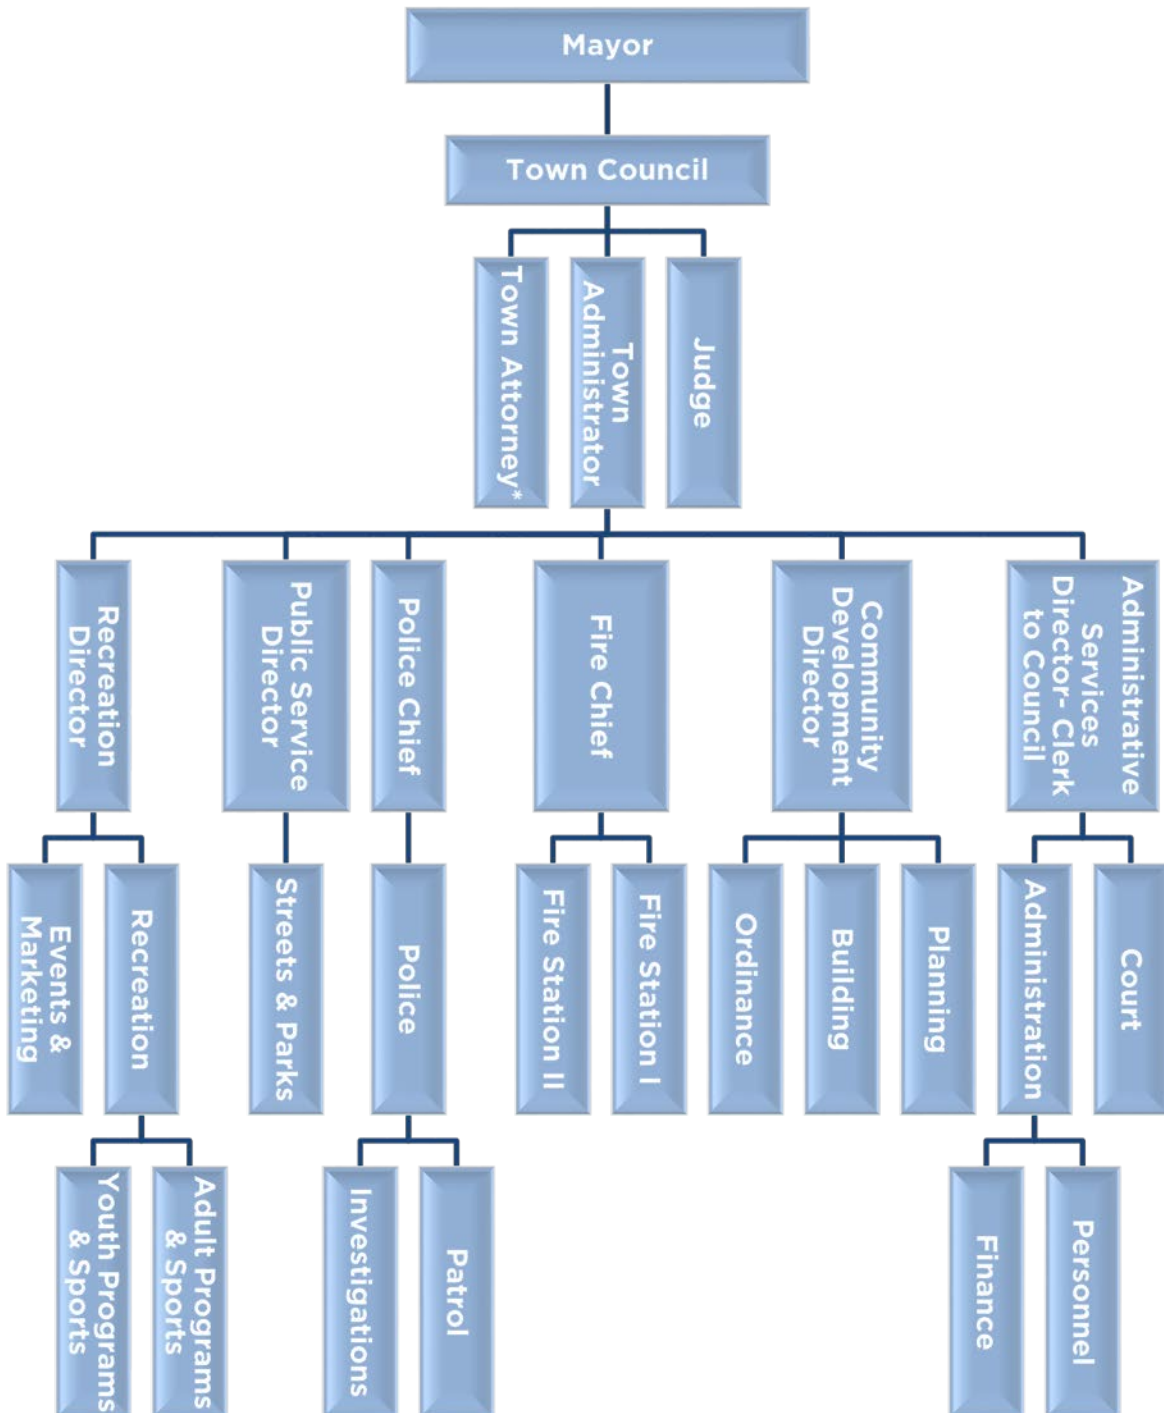 Mayor
Town Council
Town Attorney*
Town
Administrator
Judge
Recreation
Director
Public Service
Director
Police Chief
Fire Chief
Community
Development
Director
Administrative
Services
Director- Clerk
to Council
Events &
Marketing
Recreation
Streets & Parks
Police
Fire Station II
Fire Station I
Ordinance
Building
Planning
Administration
Court
Youth Programs
& Sports
Adult Programs
& Sports
Investigations
Patrol
Finance
Personnel